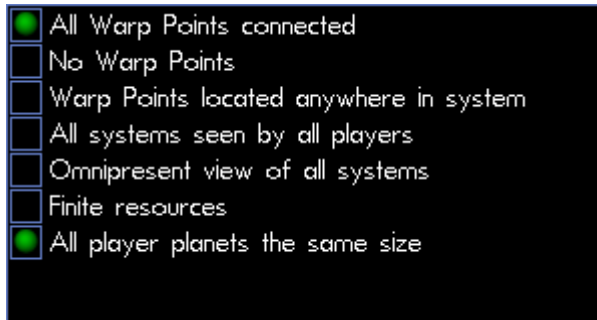 All Warp Points connected
No Warp Points
Warp Points located anywhere in system
All systems seen by all players
Omnipresent view of all systems
Finite resources
All player planets the same size